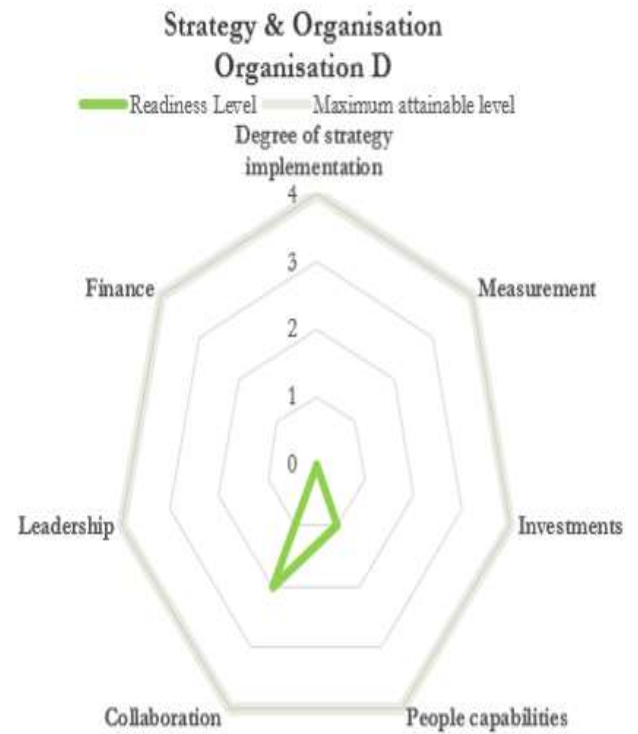 Strategy & Organisation
Organisation D
Readiness Level Maximum attainable level
Degree of strategy
implementation
4
3
Finance Measurement
2
1
0
Leadership Investments
Collaboration People capabilities